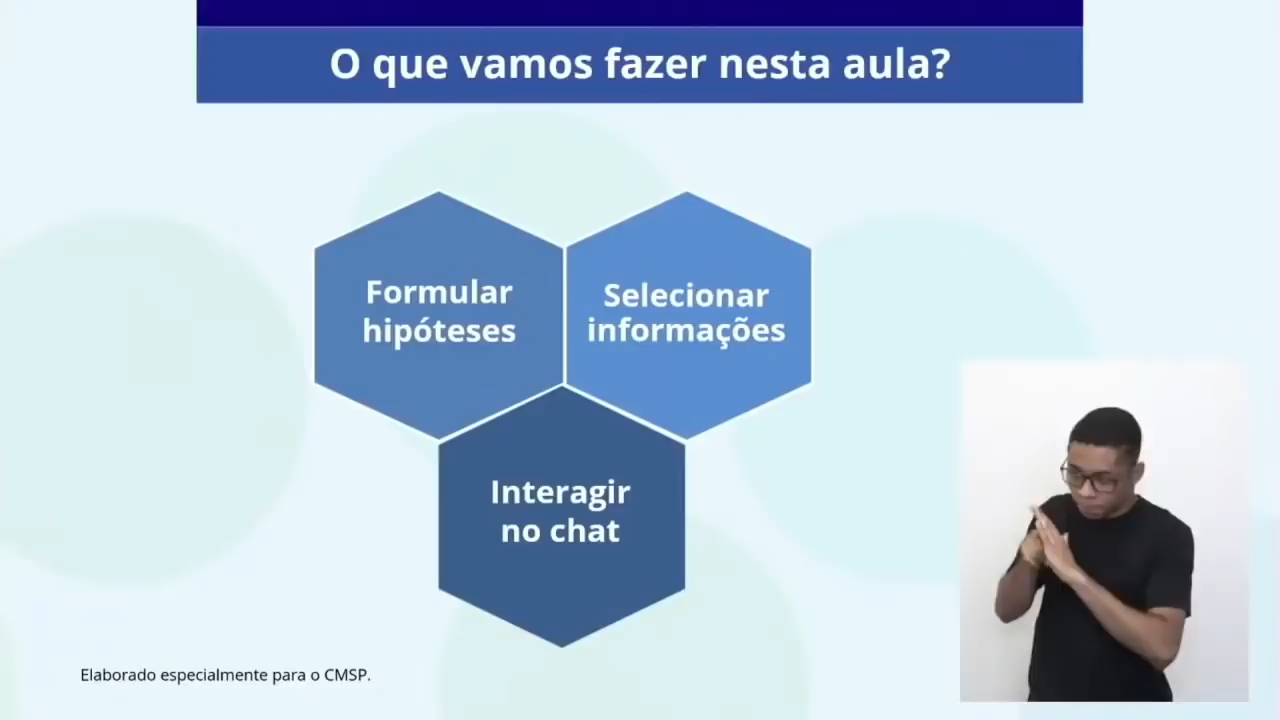 O que vamos fazer nesta aula?
Formular
hipóteses
Selecionar
informações
Interagir
no chat
Elaborado especialmente para o CMSP.